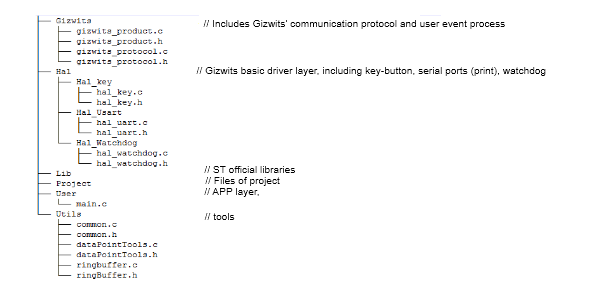 Gizwits // Includes Gizwits' communication protocol and user event process
gizwits_product.c
gizwits_product.h
gizwits_protocol.c
gizwits_protocol.h
Hal // Gizwits basic driver layer, including key-button, serial ports (print), watchdog
Hal_key
hal_key.c
hal_key.h
Hal_Usart
hal_uart.c
hal_uart.h
Hal_Watchdog
hal_watchdog.c
hal_watchdog.h
Lib // ST official libraries
Project // Files of project
User // APP layer,
main.c
Utils // tools
common.c
common.h
dataPointTools.c
dataPointTools.h
ringbuffer.c
ringBuffer.h